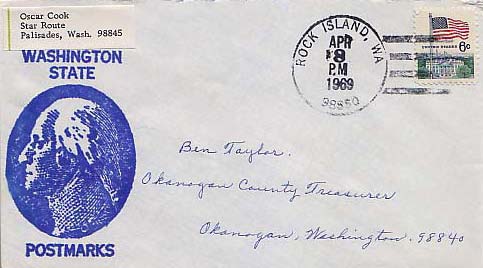 Oscar Cook
Star Route
Palisades, Wash. 98845
WASHINGTON
STATE
POSTMARKS
ROCK ISLAND, WA
APR
8
PM
1969
98850
UNITED STATES
6c
Ben Taylor.
Okanogan County Treasurer
Okanogan, Washington. 98840